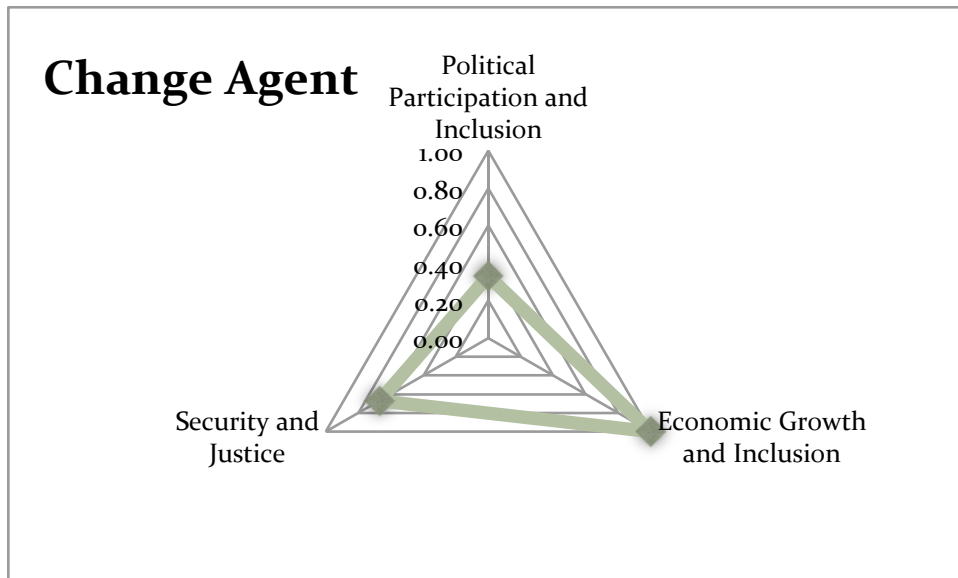 Change Agent
Political
Participation and
Inclusion
1.00
0.80
0.60
0.40
0.20
0.00
Security and
Justice
Economic Growth
and Inclusion